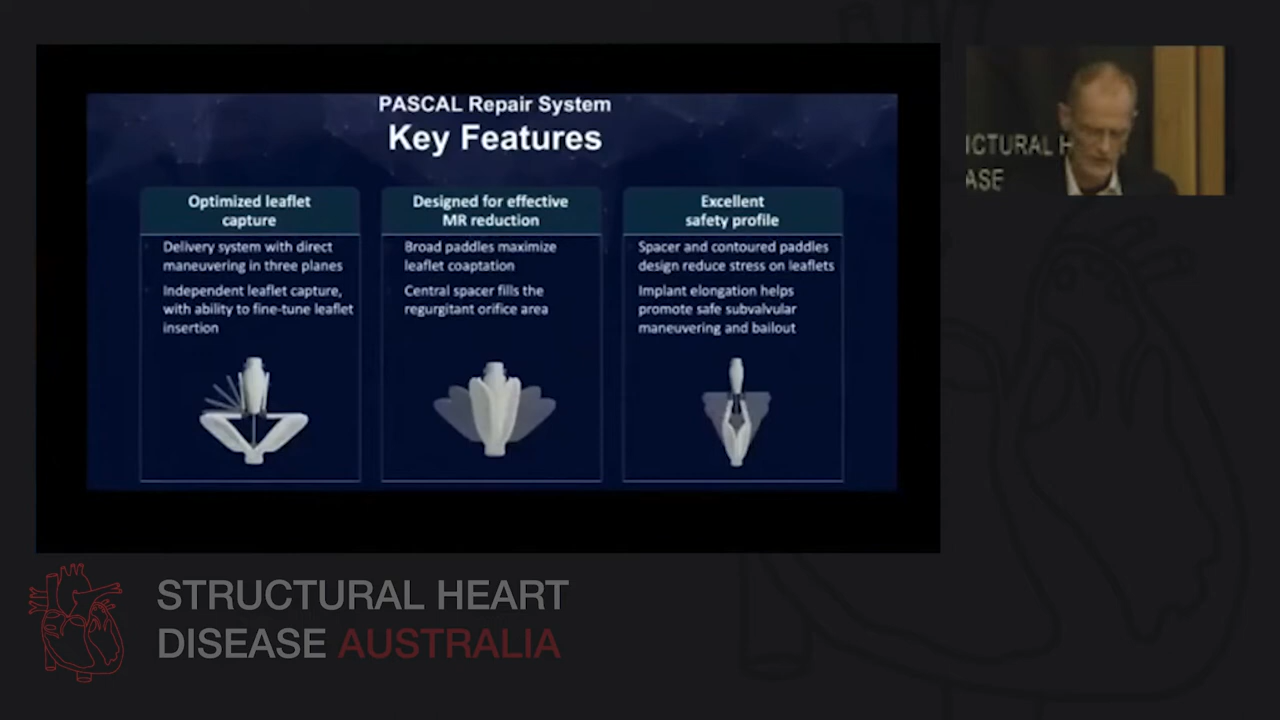 PASCAL Repair System
Key Features
Optimized leaflet
capture
Delivery system with direct
maneuvering in three planes
Independent leaflet capture,
with ability to fine-tune leaflet
insertion
Designed for effective
MR reduction
Broad paddles maximize
leaflet coaptation
Central spacer fills the
regurgitant orifice area
Excellent
safety profile
Spacer and contoured paddles
design reduce stress on leaflets
Implant elongation helps
promote safe subvalvular
maneuvering and bailout
ICTURAL H
ASE
STRUCTURAL HEART
DISEASE AUSTRALIA